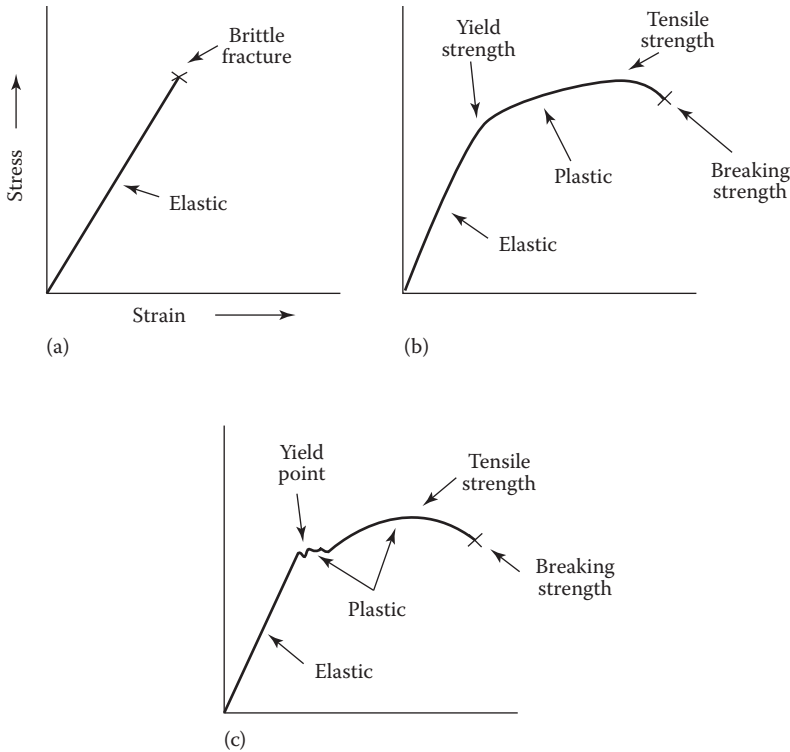 Brittle
fracture
Stress
Elastic
Strain
(a)
Yield
strength
Tensile
strength
Plastic
Breaking
strength
Elastic
(b)
Yield
point
Tensile
strength
Plastic
Breaking
strength
Elastic
(c)